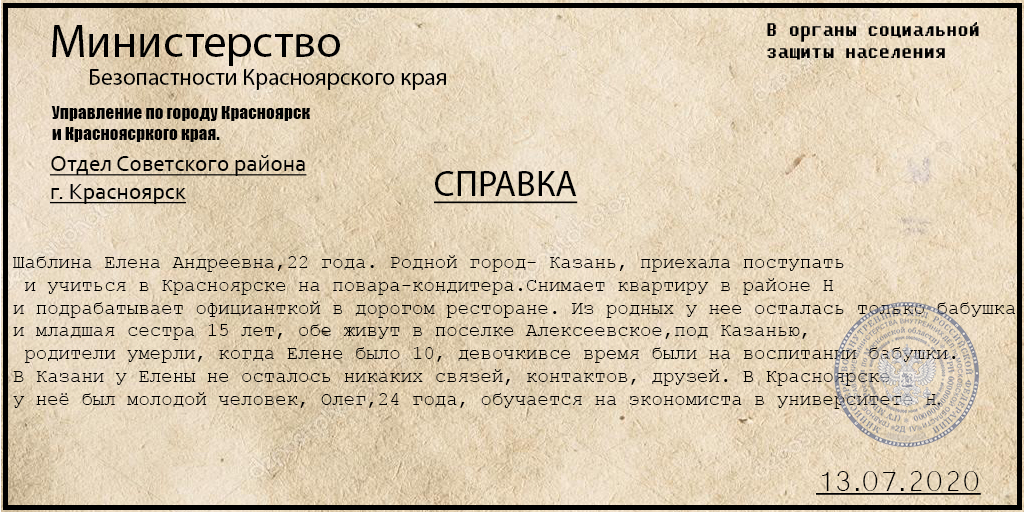 Министерство
Безопастности Красноярского края
В органы социальной
защиты населения
Управление по городу Красноярск
и Красноясркого края.
Отдел Советского района
г. Красноярск
СПРАВКА
Шаблина Елена Андреевна,22 года. Родной город- Казань, приехала поступать
и учиться в Красноярске на повара-кондитера.Снимает квартиру в районе Н
и подрабатывает официанткой в дорогом ресторане. Из родных у нее осталась только бабушка
и младшая сестра 15 лет, обе живут в поселке Алексеевское,под Казанью,
родители умерли, когда Елене было 10, девочкивсе время были на воспитании бабушки.
В Казани у Елены не осталось никаких связей, контактов, друзей. В Красноярске
у неё был молодой человек, Олег,24 года, обучается на экономиста в университете Н.
13.07.2020